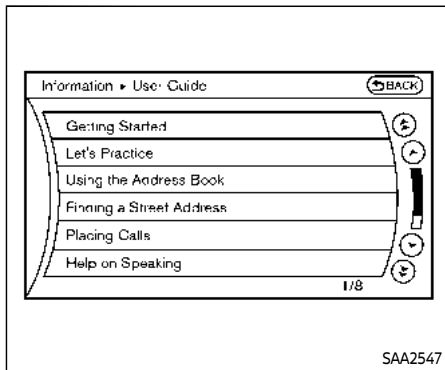 Information ▸ User Guide
BACK
Getting Started
Let's Practice
Using the Address Book
Finding a Street Address
Placing Calls
Help on Speaking
1/8
SAA2547